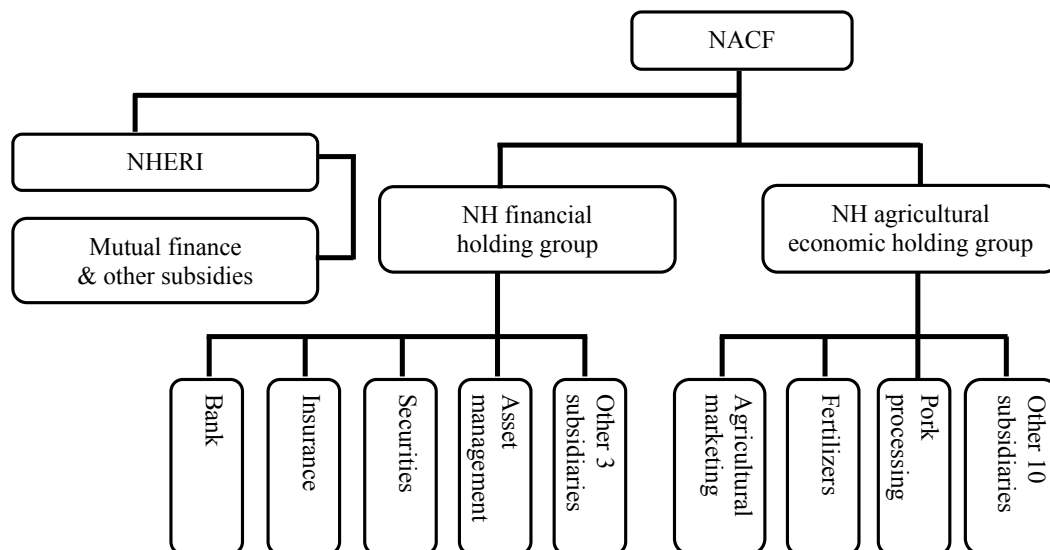 NACF
NHERI
Mutual finance
& other subsidies
NH financial
holding group
NH agricultural
economic holding group
Bank
Insurance
Securities
Asset
management
Other 3
subsidiaries
Agricultural
marketing
Fertilizers
Pork
processing
Other 10
subsidiaries